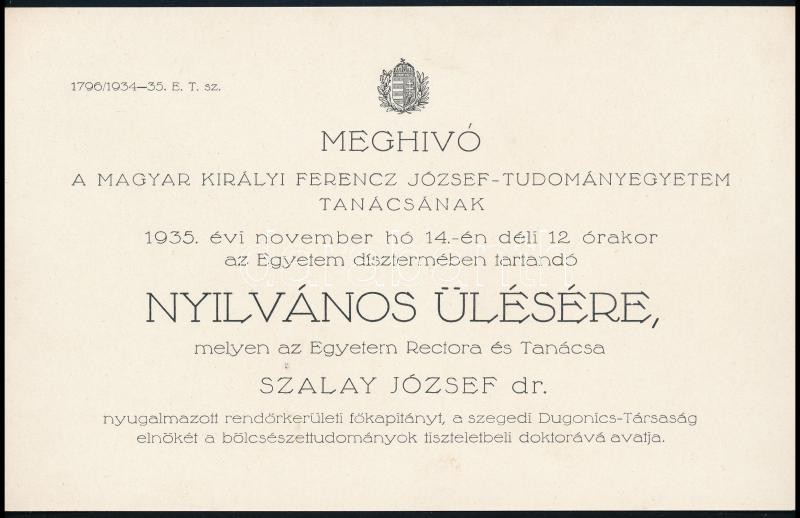 1796/1934—35. E. T. sz.
MEGHIVÓ
A MAGYAR KIRÁLYI FERENCZ JÓZSEF-TUDOMÁNYEGYETEM
TANÁCSÁNAK
1935. évi november hó 14.-én déli 12 órakor
az Egyetem dísztermében tartandó
NYILVÁNOS ÜLÉSÉRE,
melyen az Egyetem Rectora és Tanácsa
SZALAY JÓZSEF dr.
nyugalmazott rendőrkerületi főkapitányt, a szegedi Dugonics-Társaság
elnökét a bölcsészettudományok tiszteletbeli doktorává avatja.